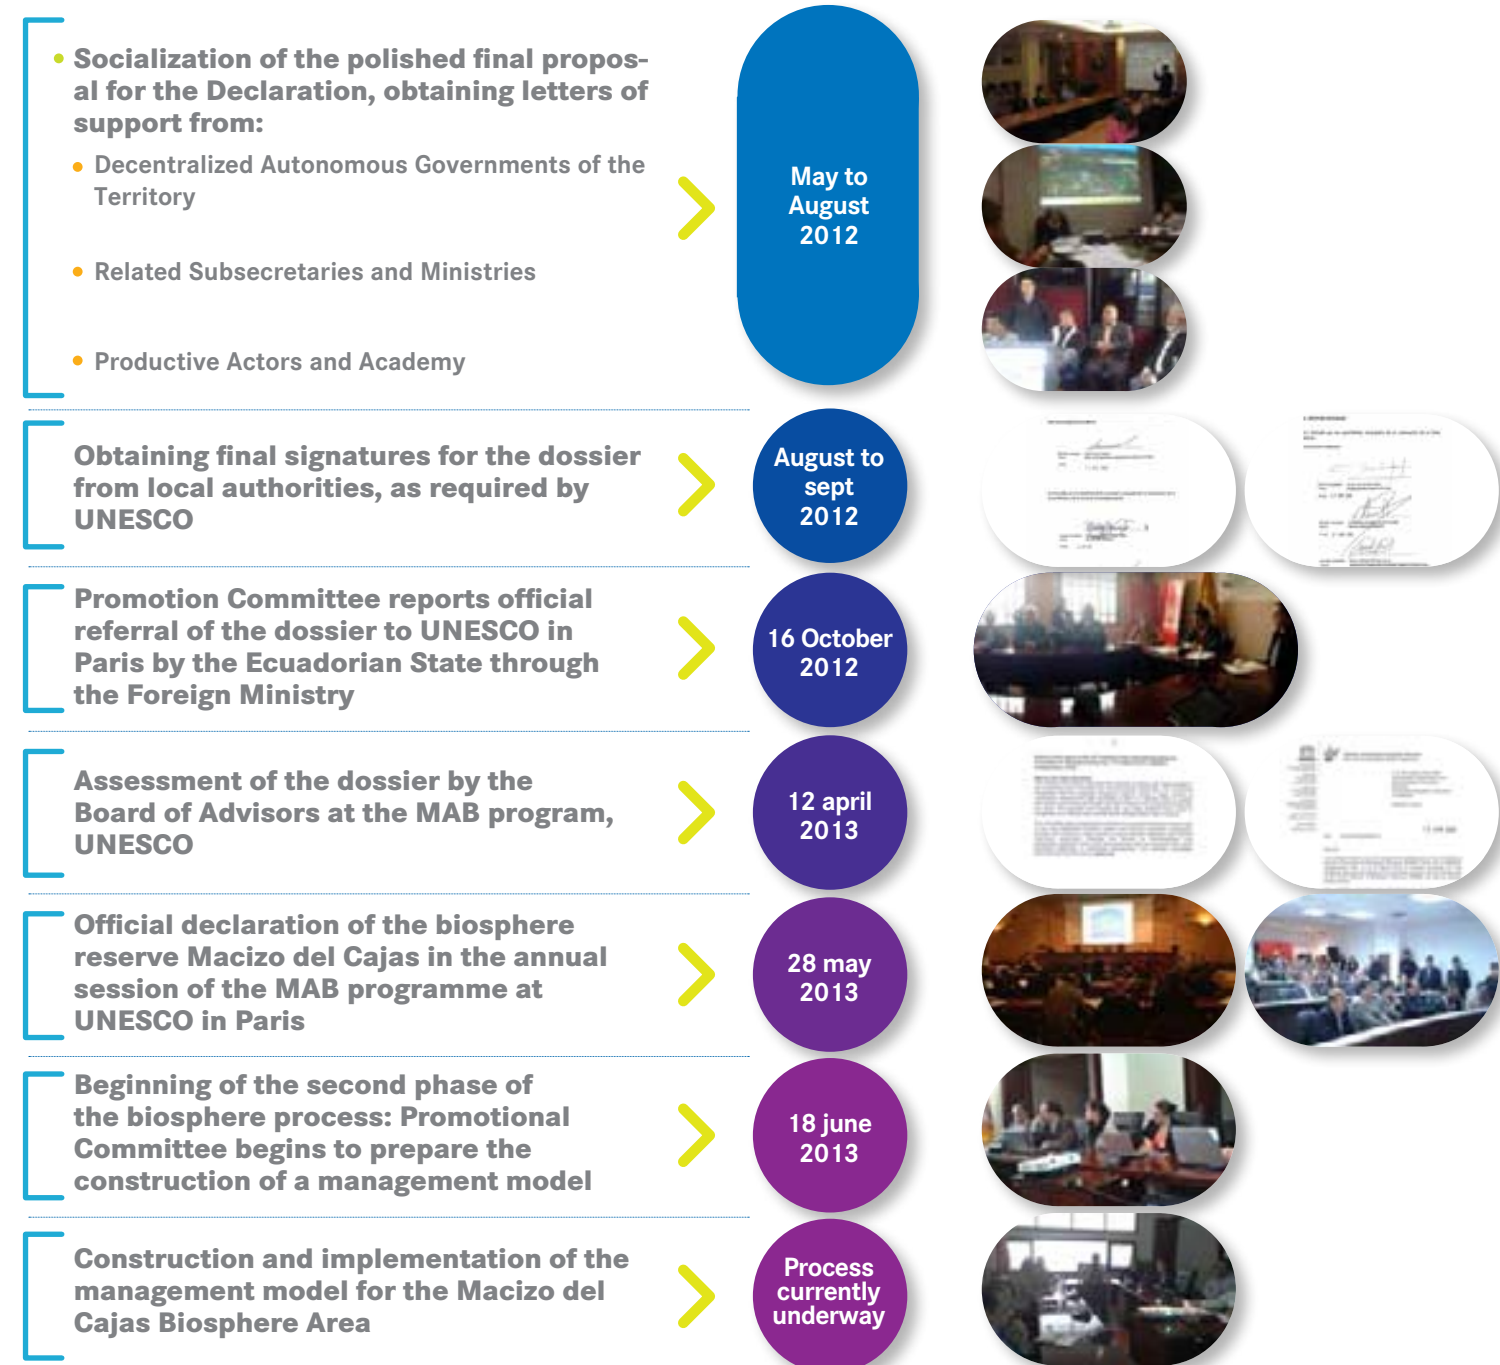 Socialization of the polished final propos-
al for the Declaration, obtaining letters of
support from:
Decentralized Autonomous Governments of the
Territory
Related Subsecretaries and Ministries
Productive Actors and Academy
May to
August
2012
Obtaining final signatures for the dossier
from local authorities, as required by
UNESCO
August to
sept
2012
Promotion Committee reports official
referral of the dossier to UNESCO in
Paris by the Ecuadorian State through
the Foreign Ministry
16 October
2012
Assessment of the dossier by the
Board of Advisors at the MAB program,
UNESCO
12 april
2013
Official declaration of the biosphere
reserve Macizo del Cajas in the annual
session of the MAB programme at
UNESCO in Paris
28 may
2013
Beginning of the second phase of
the biosphere process: Promotional
Committee begins to prepare the
construction of a management model
18 june
2013
Construction and implementation of the
management model for the Macizo del
Cajas Biosphere Area
Process
currently
underway